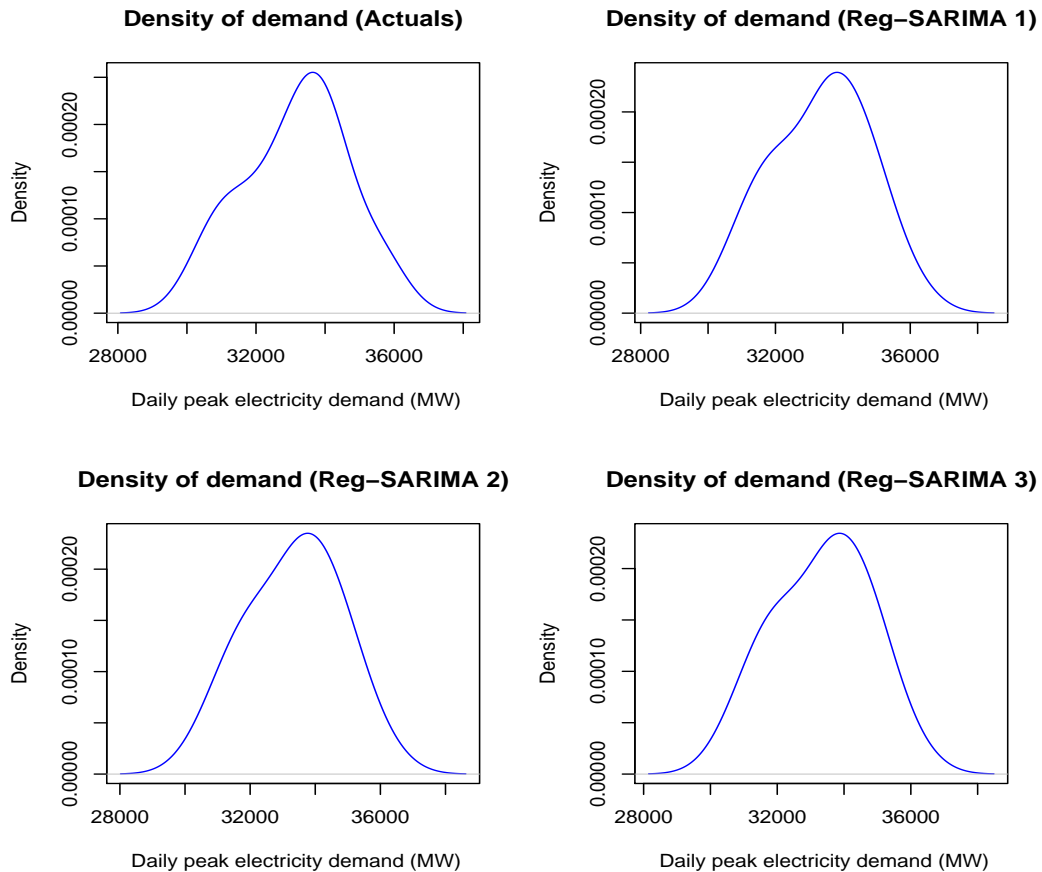 Density of demand (Actuals)
Density
0.00000 0.00010 0.00020
28000 32000 36000
Daily peak electricity demand (MW)
Density of demand (Reg−SARIMA 1)
Density
0.00000 0.00010 0.00020
28000 32000 36000
Daily peak electricity demand (MW)
Density of demand (Reg−SARIMA 2)
Density
0.00000 0.00010 0.00020
28000 32000 36000
Daily peak electricity demand (MW)
Density of demand (Reg−SARIMA 3)
Density
0.00000 0.00010 0.00020
28000 32000 36000
Daily peak electricity demand (MW)